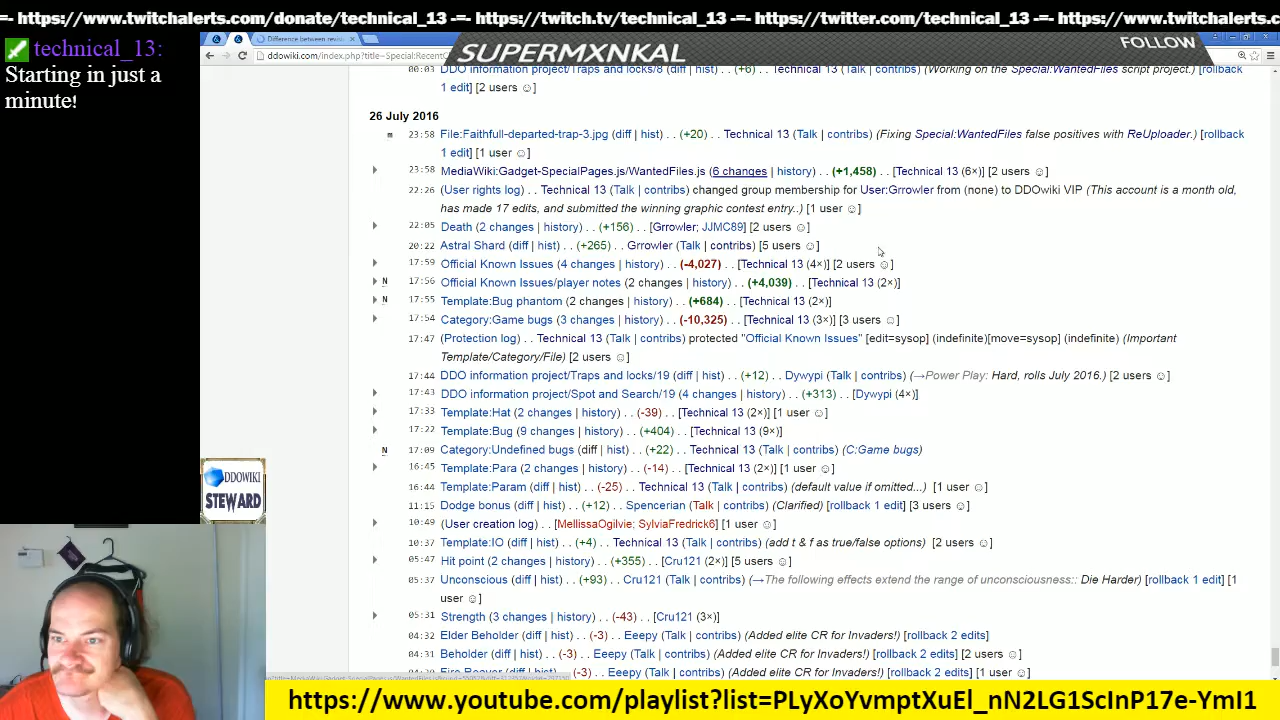 -=- https://www.twitchalerts.com/donate/technical_13 -=- https://twitch.tv/technical_13 -=- https://twitter.com/technical_13 -=- https://www.twitchalerts.c
technical_13:
Starting in just a
minute!
Difference between revisi
ddowiki.com/index.php?title=Special:RecentC
SUPERMXNKAL
FOLLOW
00:03 DDO information project/Traps and locks/8 (diff | hist) . . (+6) . . Technical 13 (Talk | contribs) (Working on the Special:WantedFiles script project.) [rollback
1 edit] [2 users ☺]
26 July 2016
m 23:58 File:Faithfull-departed-trap-3.jpg (diff | hist) . . (+20) . . Technical 13 (Talk | contribs) (Fixing Special:WantedFiles false positives with ReUploader.) [rollback
1 edit] [1 user ☺]
23:58 MediaWiki:Gadget-SpecialPages.js/WantedFiles.js (6 changes | history) . . (+1,458) . . [Technical 13 (6×)] [2 users ☺]
22:26 (User rights log) . . Technical 13 (Talk | contribs) changed group membership for User:Grrowler from (none) to DDOwiki VIP (This account is a month old,
has made 17 edits, and submitted the winning graphic contest entry..) [1 user ☺]
22:05 Death (2 changes | history) . . (+156) . . [Grrowler; JJMC89] [2 users ☺]
20:22 Astral Shard (diff | hist) . . (+265) . . Grrowler (Talk | contribs) [5 users ☺]
17:59 Official Known Issues (4 changes | history) . . (-4,027) . . [Technical 13 (4×)] [2 users ☺]
N 17:56 Official Known Issues/player notes (2 changes | history) . . (+4,039) . . [Technical 13 (2×)]
N 17:55 Template:Bug phantom (2 changes | history) . . (+684) . . [Technical 13 (2×)]
17:54 Category:Game bugs (3 changes | history) . . (-10,325) . . [Technical 13 (3×)] [3 users ☺]
17:47 (Protection log) . . Technical 13 (Talk | contribs) protected "Official Known Issues" ‎[edit=sysop] (indefinite)‎[move=sysop] (indefinite) (Important
Template/Category/File) [2 users ☺]
17:44 DDO information project/Traps and locks/19 (diff | hist) . . (+12) . . Dywypi (Talk | contribs) (→Power Play: Hard, rolls July 2016.) [2 users ☺]
17:43 DDO information project/Spot and Search/19 (4 changes | history) . . (+313) . . [Dywypi (4×)]
17:33 Template:Hat (2 changes | history) . . (-39) . . [Technical 13 (2×)] [1 user ☺]
17:22 Template:Bug (9 changes | history) . . (+404) . . [Technical 13 (9×)]
N 17:09 Category:Undefined bugs (diff | hist) . . (+22) . . Technical 13 (Talk | contribs) (C:Game bugs)
16:45 Template:Para (2 changes | history) . . (-14) . . [Technical 13 (2×)] [1 user ☺]
16:44 Template:Param (diff | hist) . . (-25) . . Technical 13 (Talk | contribs) (default value if omitted...) [1 user ☺]
11:15 Dodge bonus (diff | hist) . . (+12) . . Spencerian (Talk | contribs) (Clarified) [rollback 1 edit] [3 users ☺]
10:49 (User creation log) . . [MellissaOgilvie; SylviaFredrick6] [1 user ☺]
10:37 Template:IO (diff | hist) . . (+4) . . Technical 13 (Talk | contribs) (add t & f as true/false options) [2 users ☺]
05:47 Hit point (2 changes | history) . . (+355) . . [Cru121 (2×)] [5 users ☺]
05:37 Unconscious (diff | hist) . . (+93) . . Cru121 (Talk | contribs) (→The following effects extend the range of unconsciousness:: Die Harder) [rollback 1 edit] [1
user ☺]
05:31 Strength (3 changes | history) . . (-43) . . [Cru121 (3×)]
04:32 Elder Beholder (diff | hist) . . (-3) . . Eeepy (Talk | contribs) (Added elite CR for Invaders!) [rollback 2 edits]
04:31 Beholder (diff | hist) . . (-3) . . Eeepy (Talk | contribs) (Added elite CR for Invaders!) [rollback 2 edits] [2 users ☺]
04:30 Fire Reaver (diff | hist) . . (-3) . . Eeepy (Talk | contribs) (Added elite CR for Invaders!) [rollback 2 edits] [1 user ☺]
DDOWIKI
STEWARD
https://www.youtube.com/playlist?list=PLyXoYvmptXuEl_nN2LG1ScInP17e-YmI1